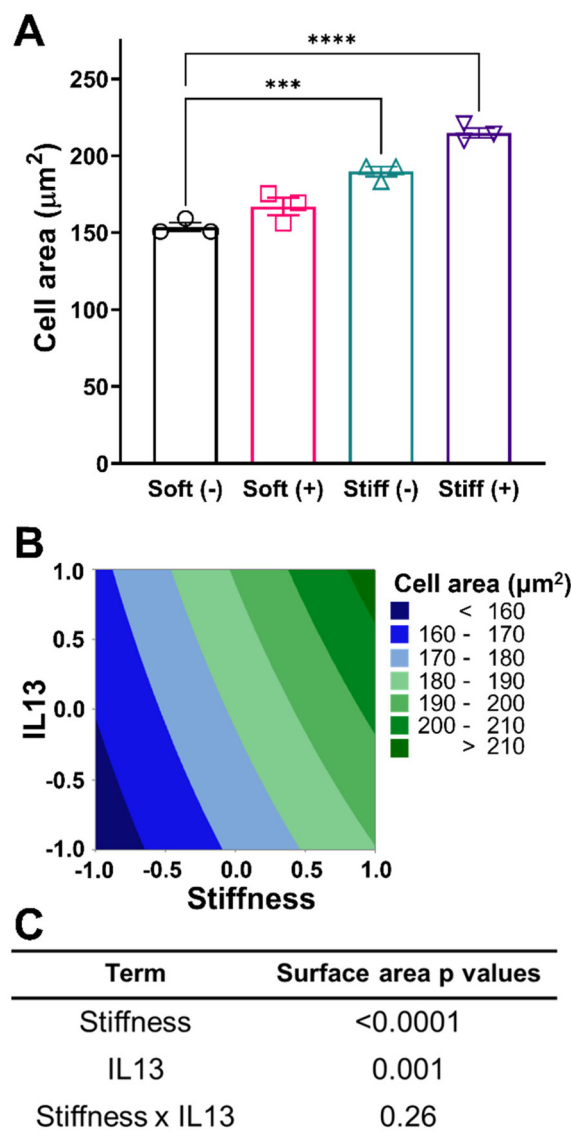 A
****
***
Cell area (μm²)
250
200
150
100
50
0
Soft (-) Soft (+) Stiff (-) Stiff (+)
B
IL13
1.0
0.5
0.0
-0.5
-1.0
-1.0 -0.5 0.0 0.5 1.0
Stiffness
Cell area (μm²)
< 160
160 - 170
170 - 180
180 - 190
190 - 200
200 - 210
> 210
C
Term Surface area p values
Stiffness <0.0001
IL13 0.001
Stiffness x IL13 0.26